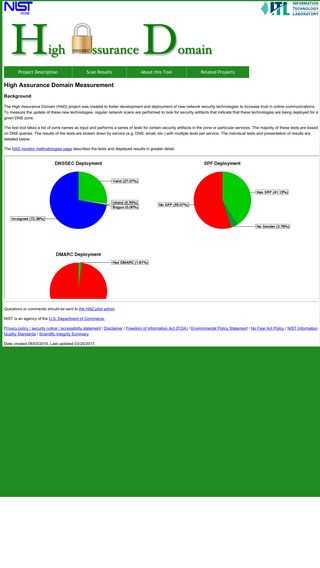 NIST
HOME
ITL INFORMATION
TECHNOLOGY
LABORATORY
High DNSSEC Assurance Domain
Project Description Scan Results About this Tool Related Projects
High Assurance Domain Measurement
Background
The High Assurance Domain (HAD) project was created to foster development and deployment of new network security technologies to increase trust in online communications.
To measure the update of these new technologies, regular network scans are performed to look for security artifacts that indicate that these technologies are being deployed for a
given DNS zone.
The test tool takes a list of zone names as input and performs a series of tests for certain security artifacts in the zone or particular services. The majority of these tests are based
on DNS queries. The results of the tests are broken down by service (e.g. DNS, email, etc.) with multiple tests per service. The individual tests and presentation of results are
detailed below.
The HAD monitor methodologies page describes the tests and displayed results in greater detail.
DNSSEC Deployment
Valid (27.07%)
Island (0.56%)
Bogus (0.00%)
Unsigned (72.38%)
SPF Deployment
Has SPF (41.15%)
No SPF (55.07%)
No Sender (3.78%)
DMARC Deployment
Has DMARC (1.61%)
Questions or comments should be sent to the HAD pilot admin
NIST is an agency of the U.S. Department of Commerce.
Privacy policy / security notice / accessibility statement / Disclaimer / Freedom of Information Act (FOIA) / Environmental Policy Statement / No Fear Act Policy / NIST Information
Quality Standards / Scientific Integrity Summary
Date created 08/03/2016, Last updated 03/20/2017.